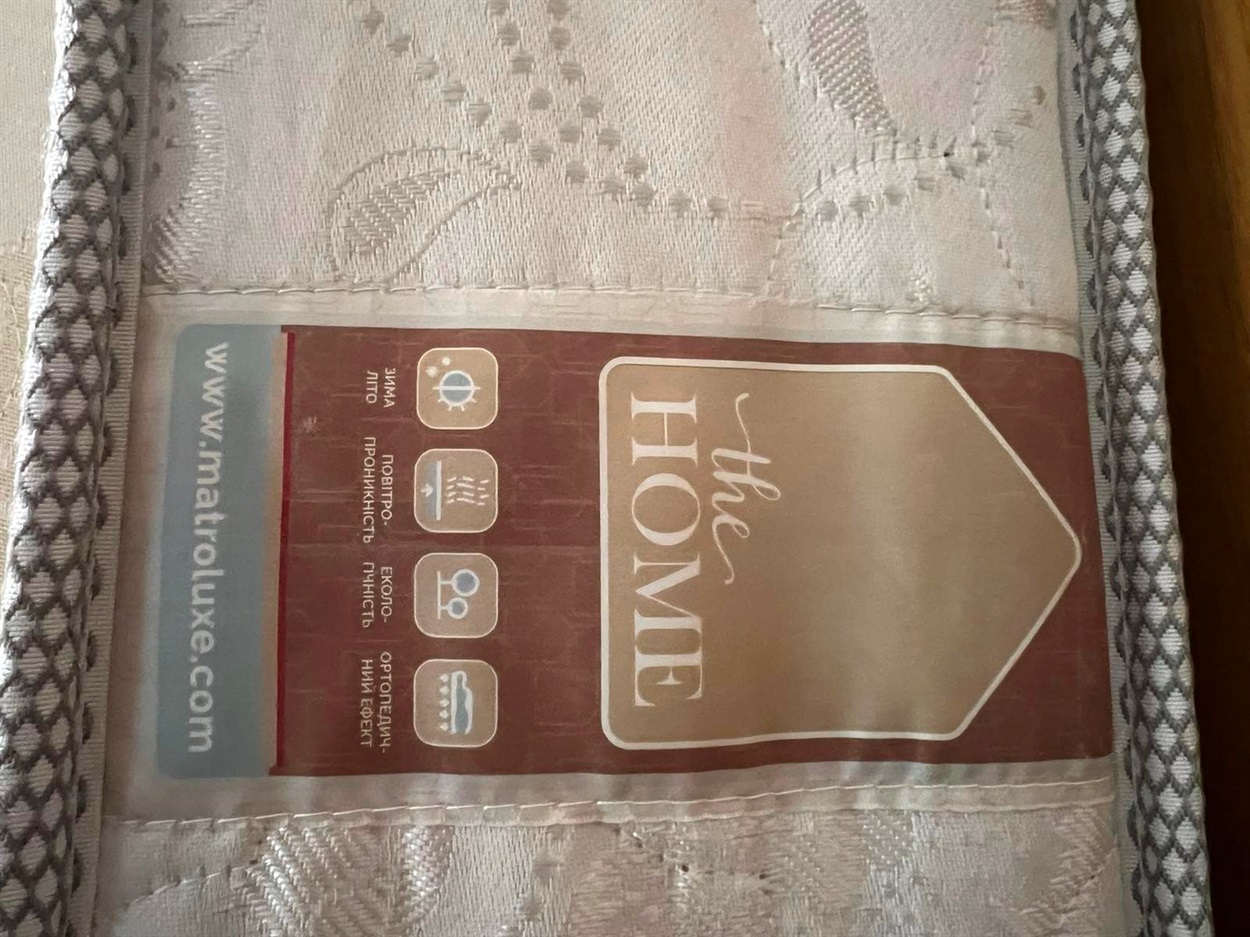 the
HOME
ЗИМА
ЛІТО
ПОВІТРО-
ПРОНИКНІСТЬ
ЕКОЛО-
ГІЧНІСТЬ
ОРТОПЕДИЧ-
НИЙ ЕФЕКТ
www.matroluxe.com